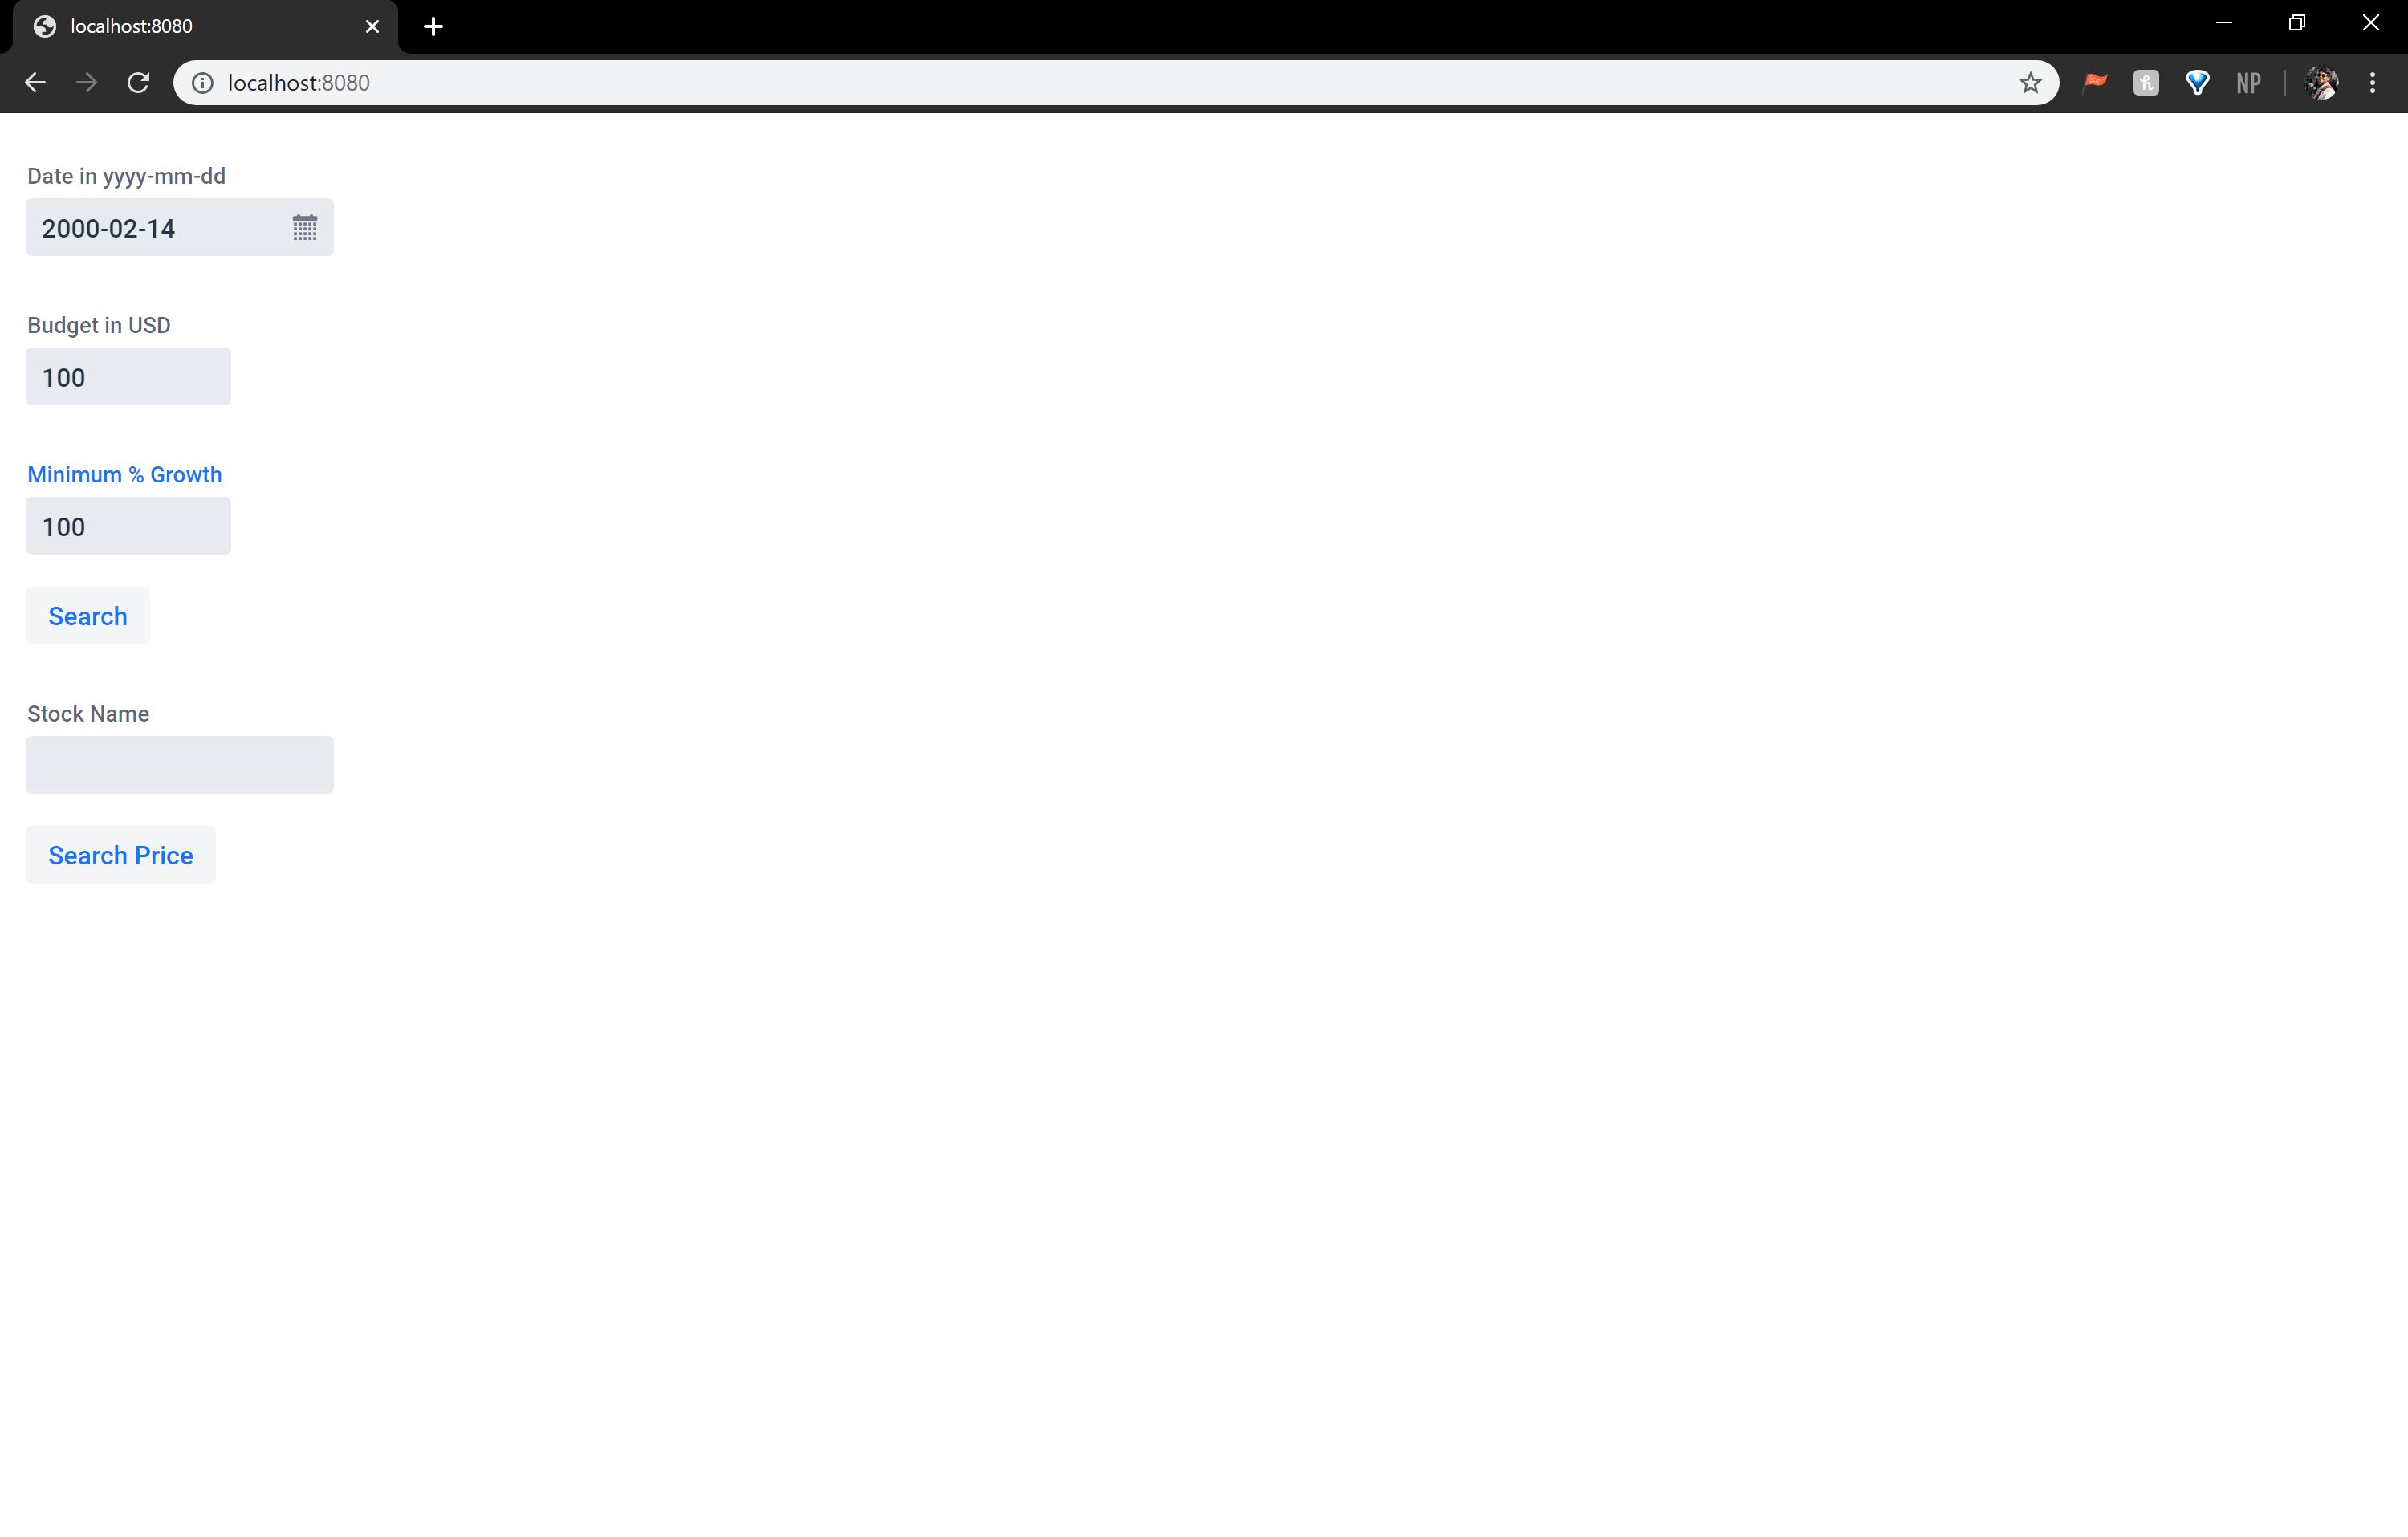 localhost:8080
localhost:8080
NP
Date in yyyy-mm-dd
2000-02-14
Budget in USD
100
Minimum % Growth
100
Search
Stock Name
Search Price